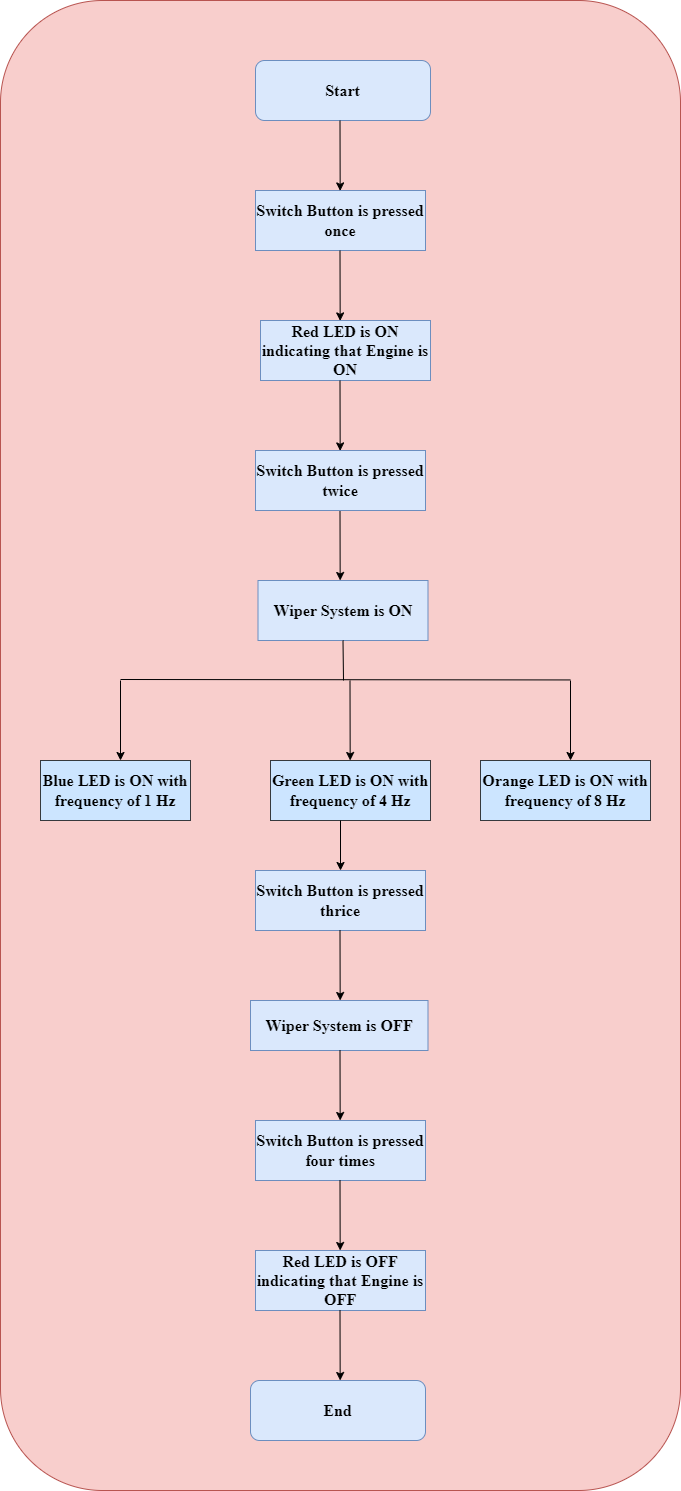 Start
Switch Button is pressed
once
Red LED is ON
indicating that Engine is
ON
Switch Button is pressed
twice
Wiper System is ON
Blue LED is ON with
frequency of 1 Hz
Green LED is ON with
frequency of 4 Hz
Orange LED is ON with
frequency of 8 Hz
Switch Button is pressed
thrice
Wiper System is OFF
Switch Button is pressed
four times
Red LED is OFF
indicating that Engine is
OFF
End